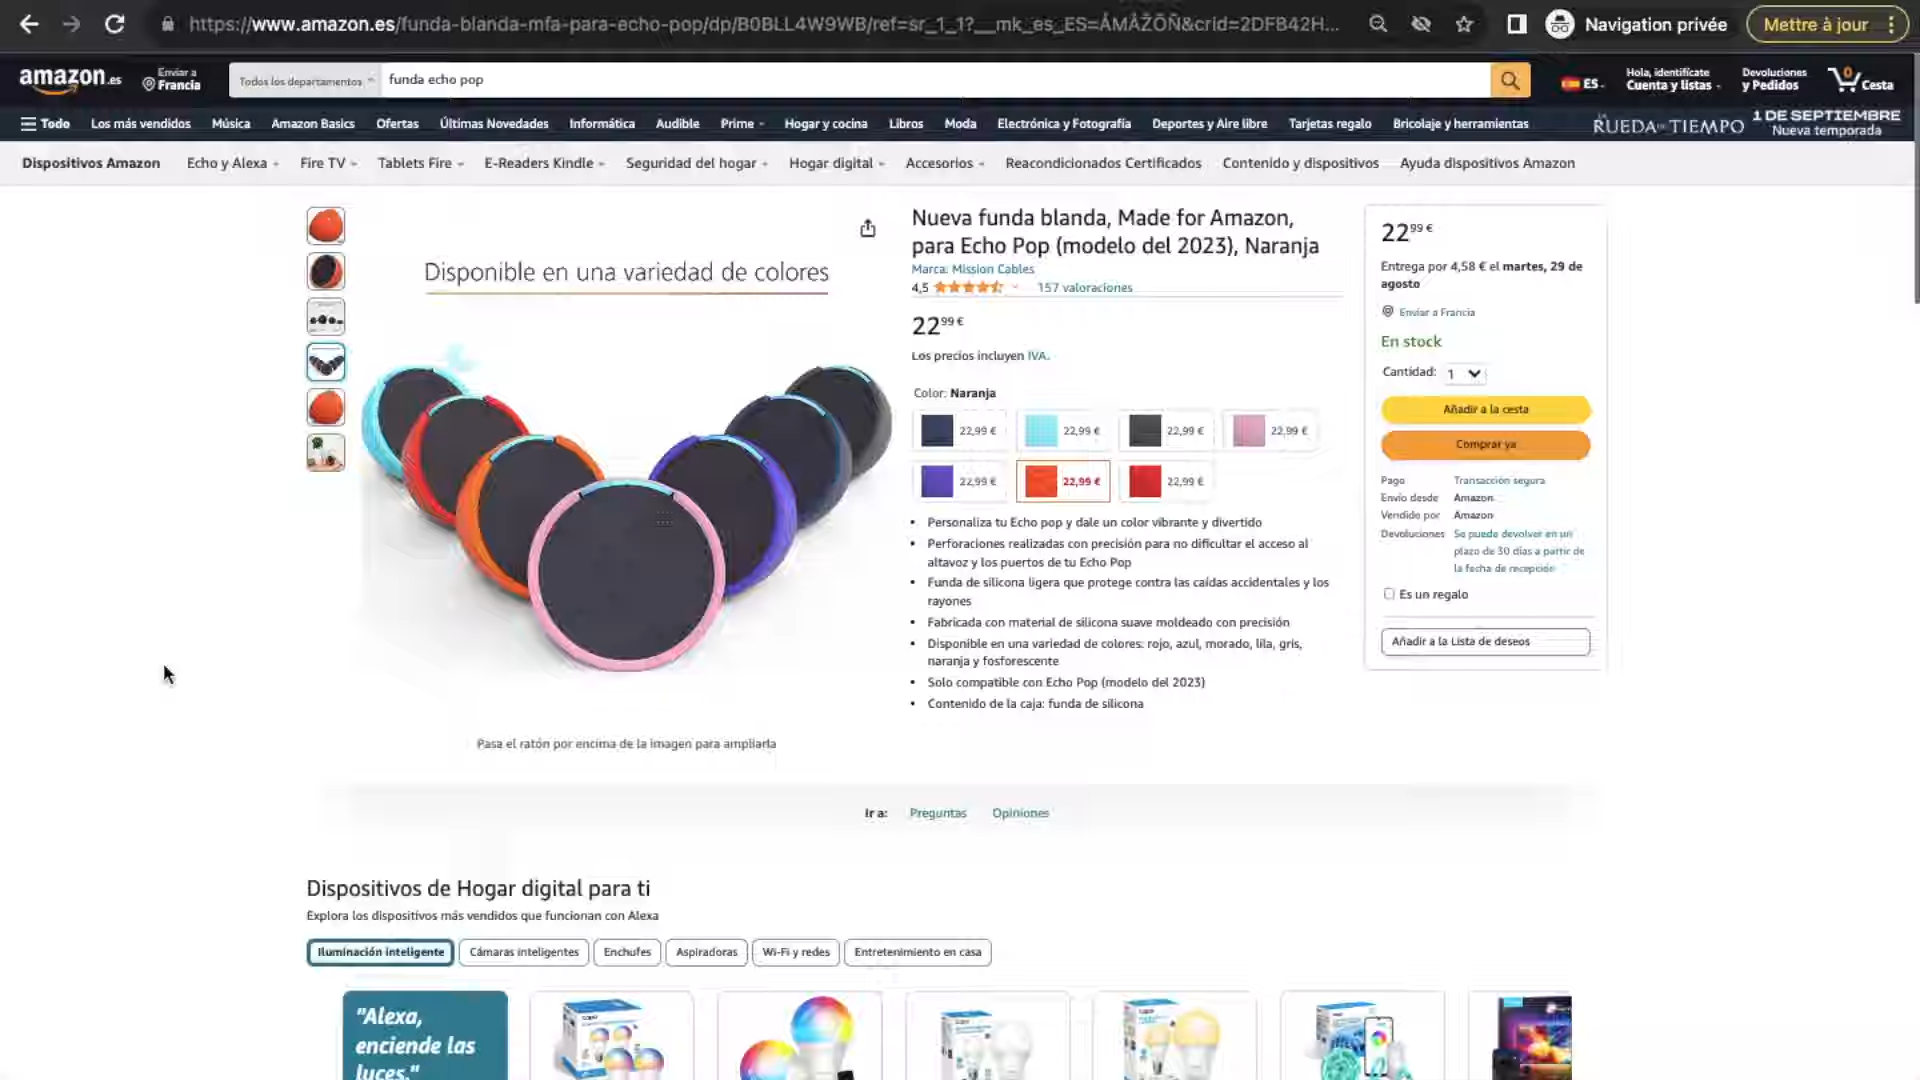 https://www.amazon.es/funda-blanda-mfa-para-echo-pop/dp/B0BLL4W9WB/ref=sr_1_1?__mk_es_ES=ÅMÅŽÕÑ&crid=2DFB42H...
Navigation privée
Mettre à jour
amazon.es
Enviar a
Francia
Todos los departamentos
funda echo pop
ES
Hola, identifícate
Cuenta y listas
Devoluciones
y Pedidos
0
Cesta
Todo
Los más vendidos
Música
Amazon Basics
Ofertas
Últimas Novedades
Informática
Audible
Prime
Hogar y cocina
Libros
Moda
Electrónica y Fotografía
Deportes y Aire libre
Tarjetas regalo
Bricolaje y herramientas
LA RUEDA DEL TIEMPO
1 DE SEPTIEMBRE
Nueva temporada
Dispositivos Amazon
Echo y Alexa
Fire TV
Tablets Fire
E-Readers Kindle
Seguridad del hogar
Hogar digital
Accesorios
Reacondicionados Certificados
Contenido y dispositivos
Ayuda dispositivos Amazon
Disponible en una variedad de colores
Pasa el ratón por encima de la imagen para ampliarla
Nueva funda blanda, Made for Amazon,
para Echo Pop (modelo del 2023), Naranja
Marca: Mission Cables
4,5
157 valoraciones
22,99 €
Los precios incluyen IVA.
Color: Naranja
22,99 €
22,99 €
22,99 €
22,99 €
22,99 €
22,99 €
22,99 €
• Personaliza tu Echo pop y dale un color vibrante y divertido
• Perforaciones realizadas con precisión para no dificultar el acceso al
altavoz y los puertos de tu Echo Pop
• Funda de silicona ligera que protege contra las caídas accidentales y los
rayones
• Fabricada con material de silicona suave moldeado con precisión
• Disponible en una variedad de colores: rojo, azul, morado, lila, gris,
naranja y fosforescente
• Solo compatible con Echo Pop (modelo del 2023)
• Contenido de la caja: funda de silicona
22,99 €
Entrega por 4,58 € el martes, 29 de
agosto
Enviar a Francia
En stock
Cantidad: 1
Añadir a la cesta
Comprar ya
Pago Transacción segura
Envío desde Amazon
Vendido por Amazon
Devoluciones Se puede devolver en un
plazo de 30 días a partir de
la fecha de recepción
Es un regalo
Añadir a la Lista de deseos
Ir a:
Preguntas
Opiniones
Dispositivos de Hogar digital para ti
Explora los dispositivos más vendidos que funcionan con Alexa
Iluminación inteligente
Cámaras inteligentes
Enchufes
Aspiradoras
Wi-Fi y redes
Entretenimiento en casa
"Alexa,
enciende las
luces."